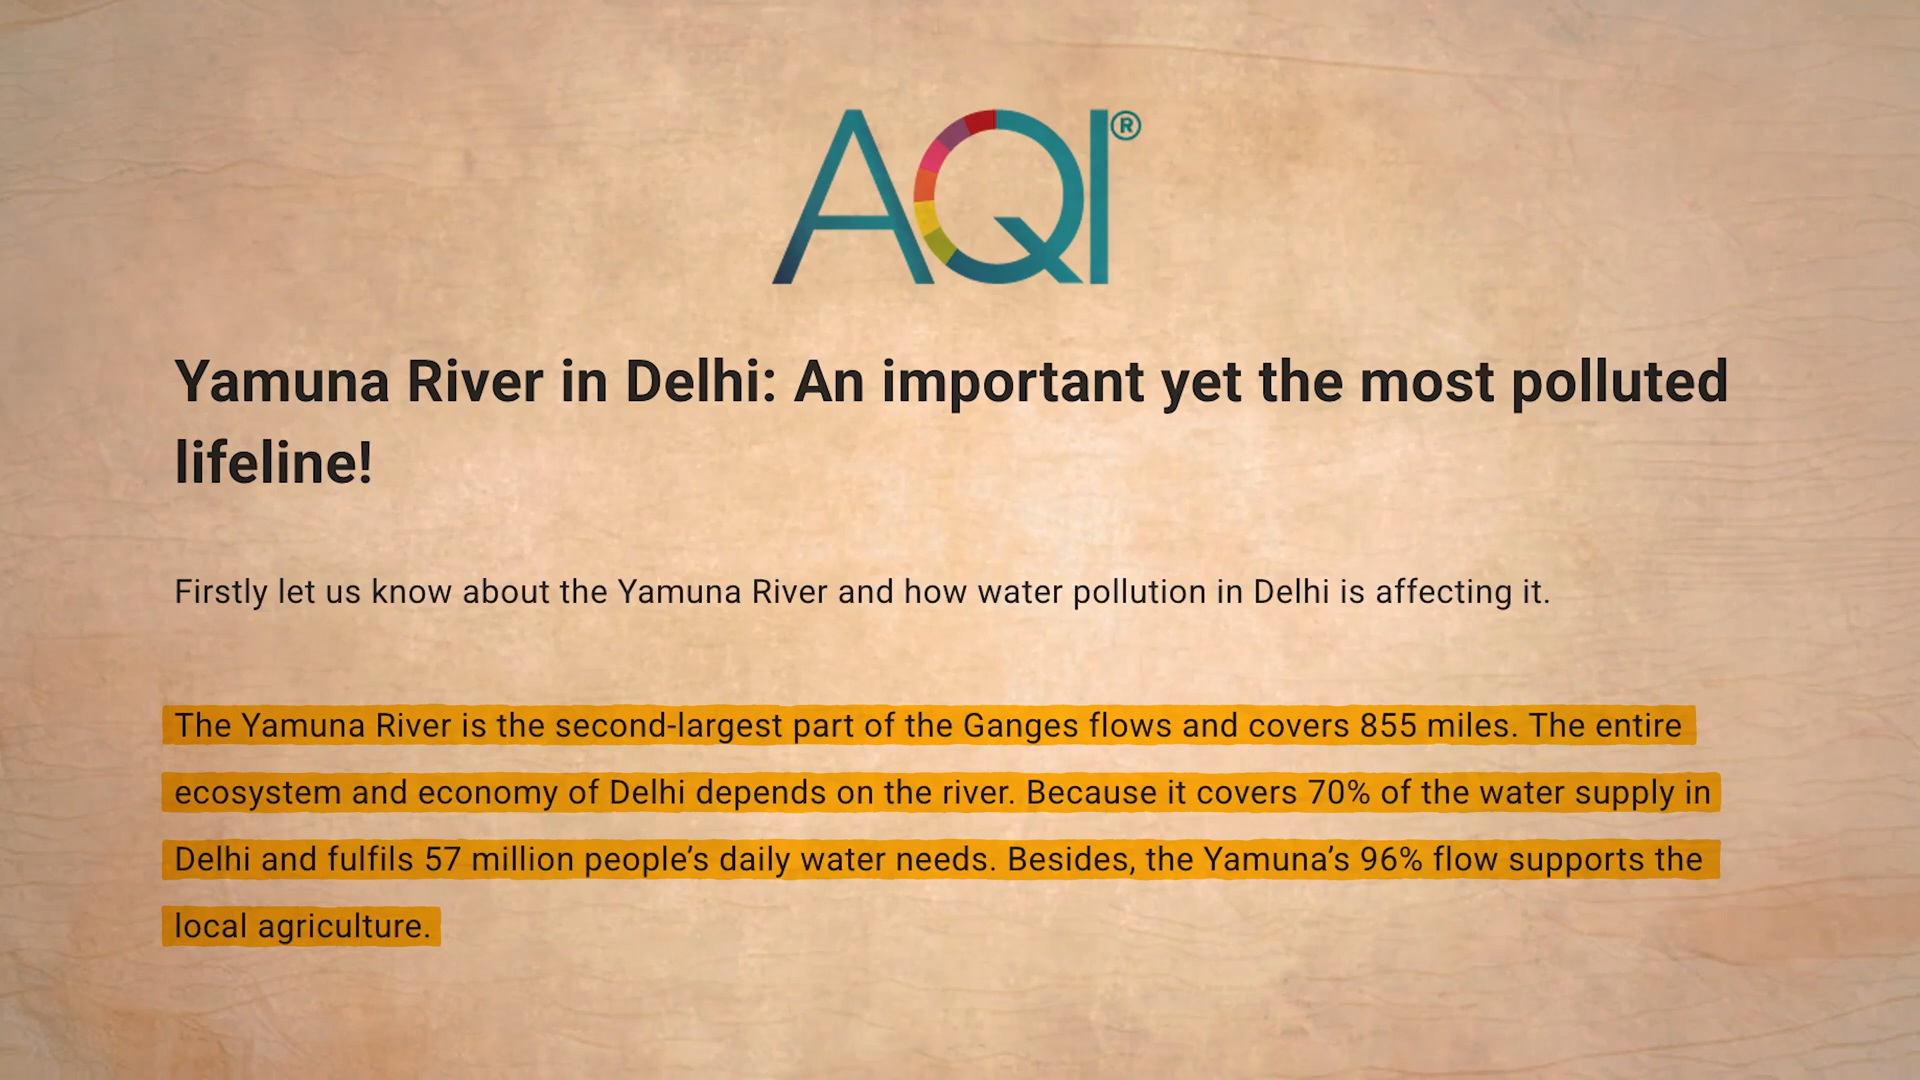 AQI®
Yamuna River in Delhi: An important yet the most polluted
lifeline!
Firstly let us know about the Yamuna River and how water pollution in Delhi is affecting it.
The Yamuna River is the second-largest part of the Ganges flows and covers 855 miles. The entire
ecosystem and economy of Delhi depends on the river. Because it covers 70% of the water supply in
Delhi and fulfils 57 million people’s daily water needs. Besides, the Yamuna’s 96% flow supports the
local agriculture.